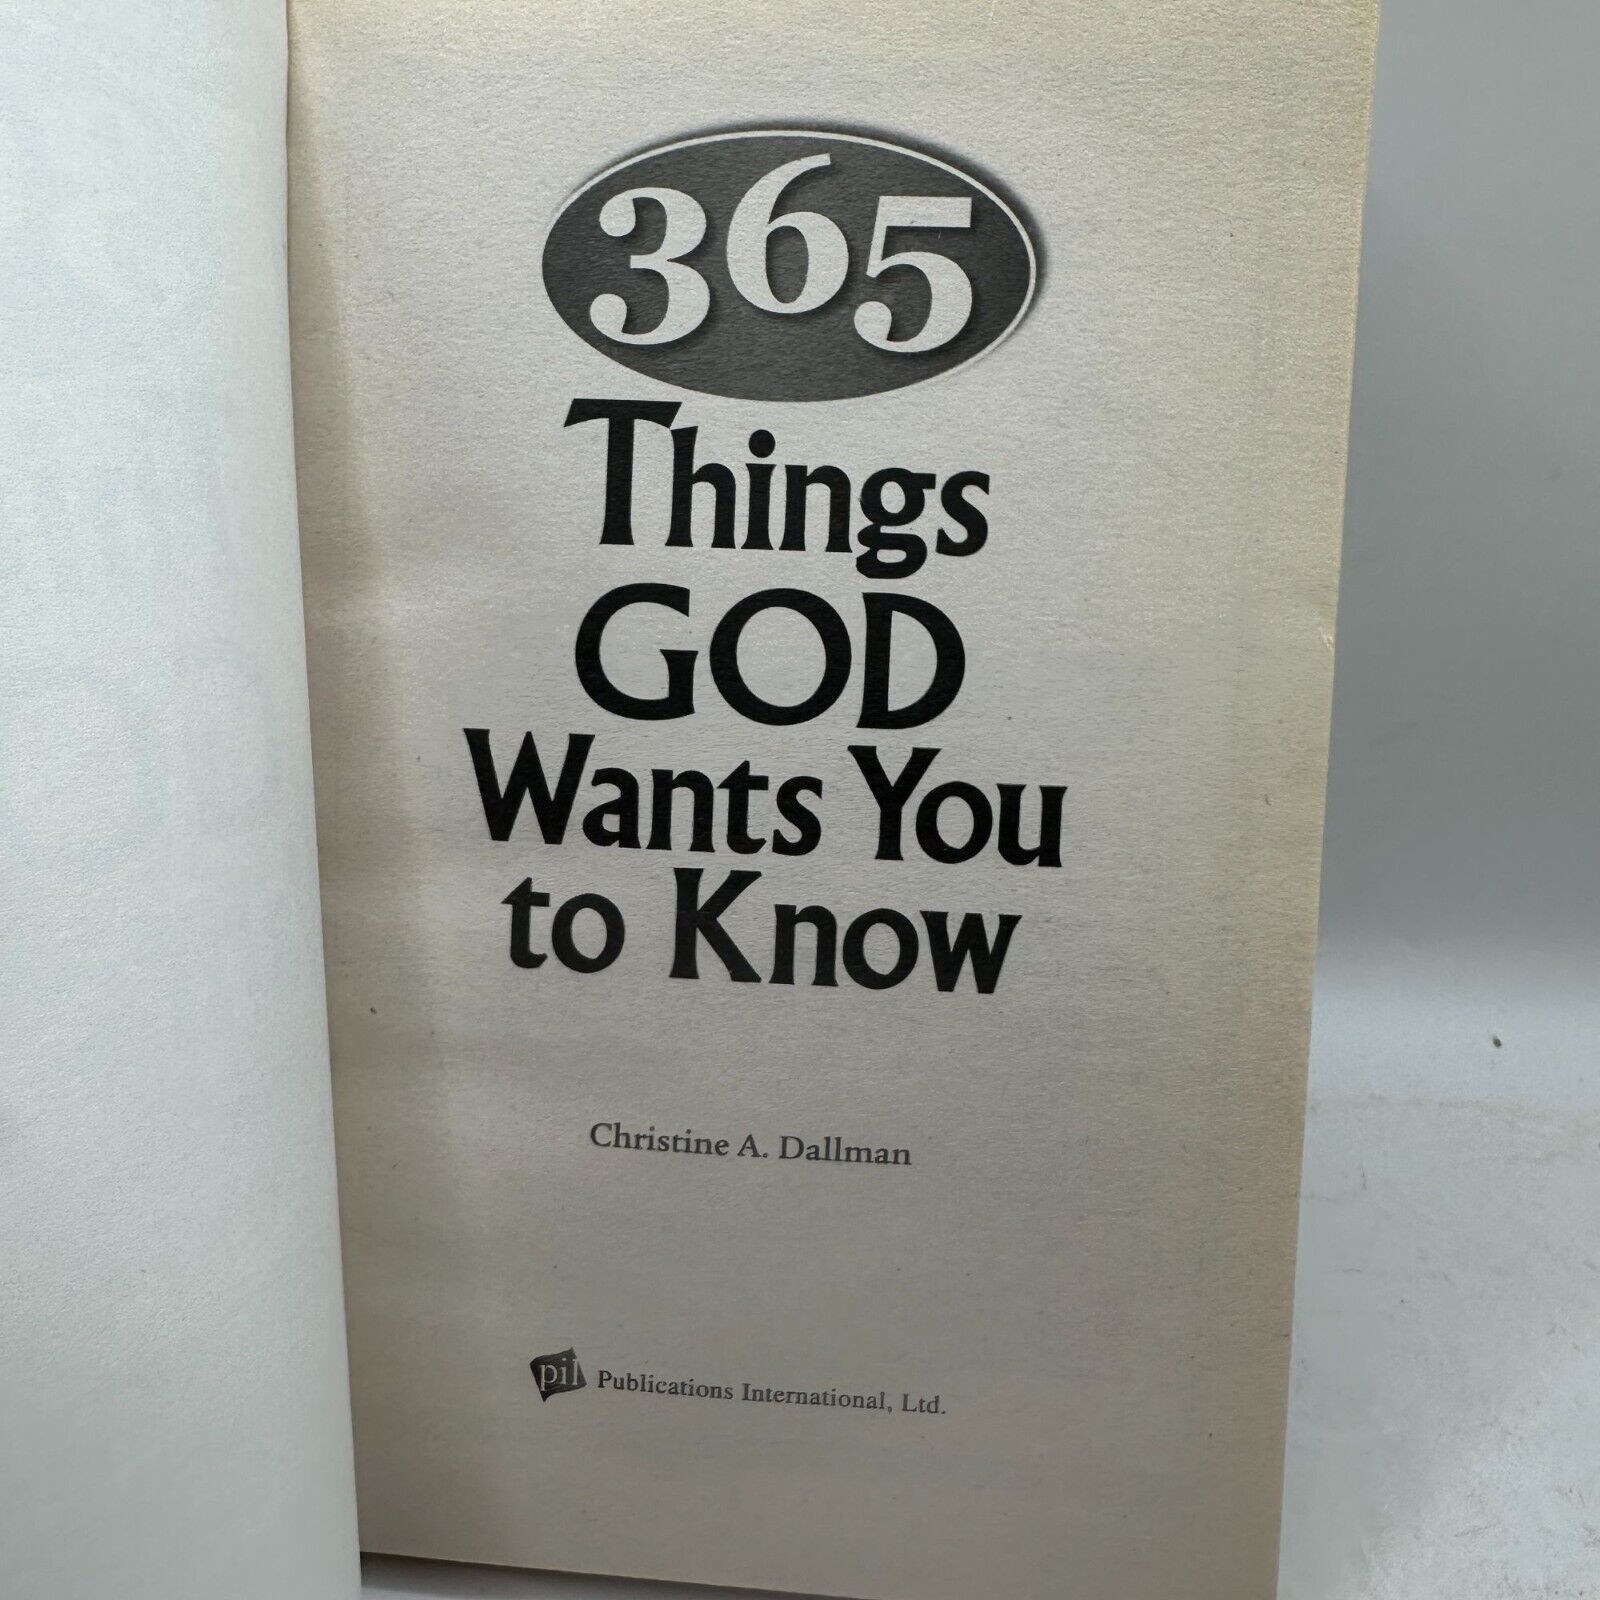 365
Things
GOD
Wants You
to Know
Christine A. Dallman
pil Publications International, Ltd.